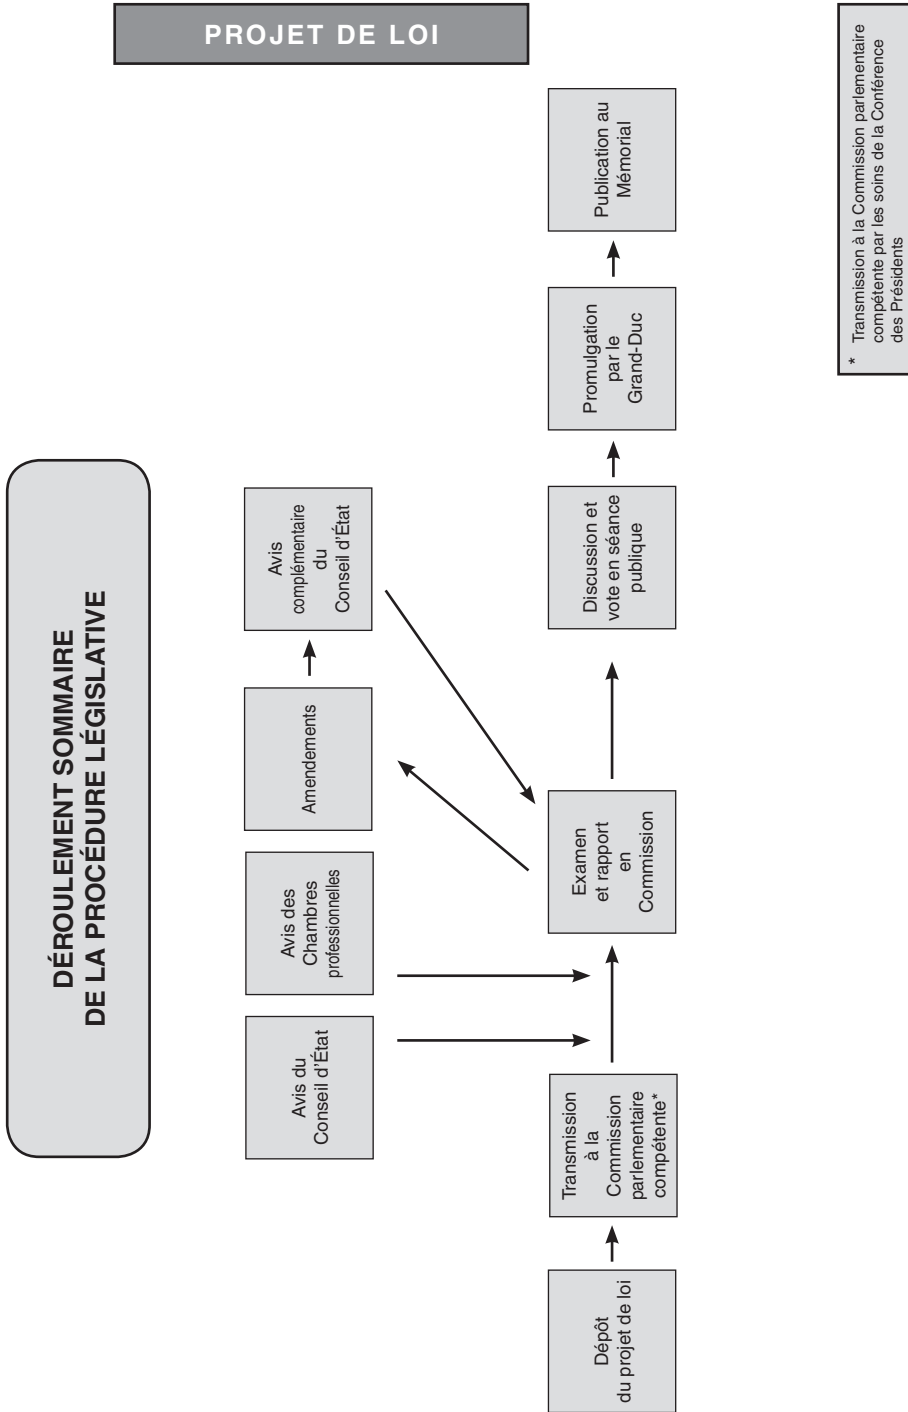 DÉROULEMENT SOMMAIRE
DE LA PROCÉDURE LÉGISLATIVE
PROJET DE LOI
Avis du
Conseil d'État
Avis des
Chambres
professionnelles
Amendements
Avis
complémentaire
du
Conseil d'État
Dépôt
du projet de loi
Transmission
à la
Commission
parlementaire
compétente*
Examen
et rapport
en
Commission
Discussion et
vote en séance
publique
Promulgation
par le
Grand-Duc
Publication au
Mémorial
* Transmission à la Commission parlementaire
compétente par les soins de la Conférence
des Présidents